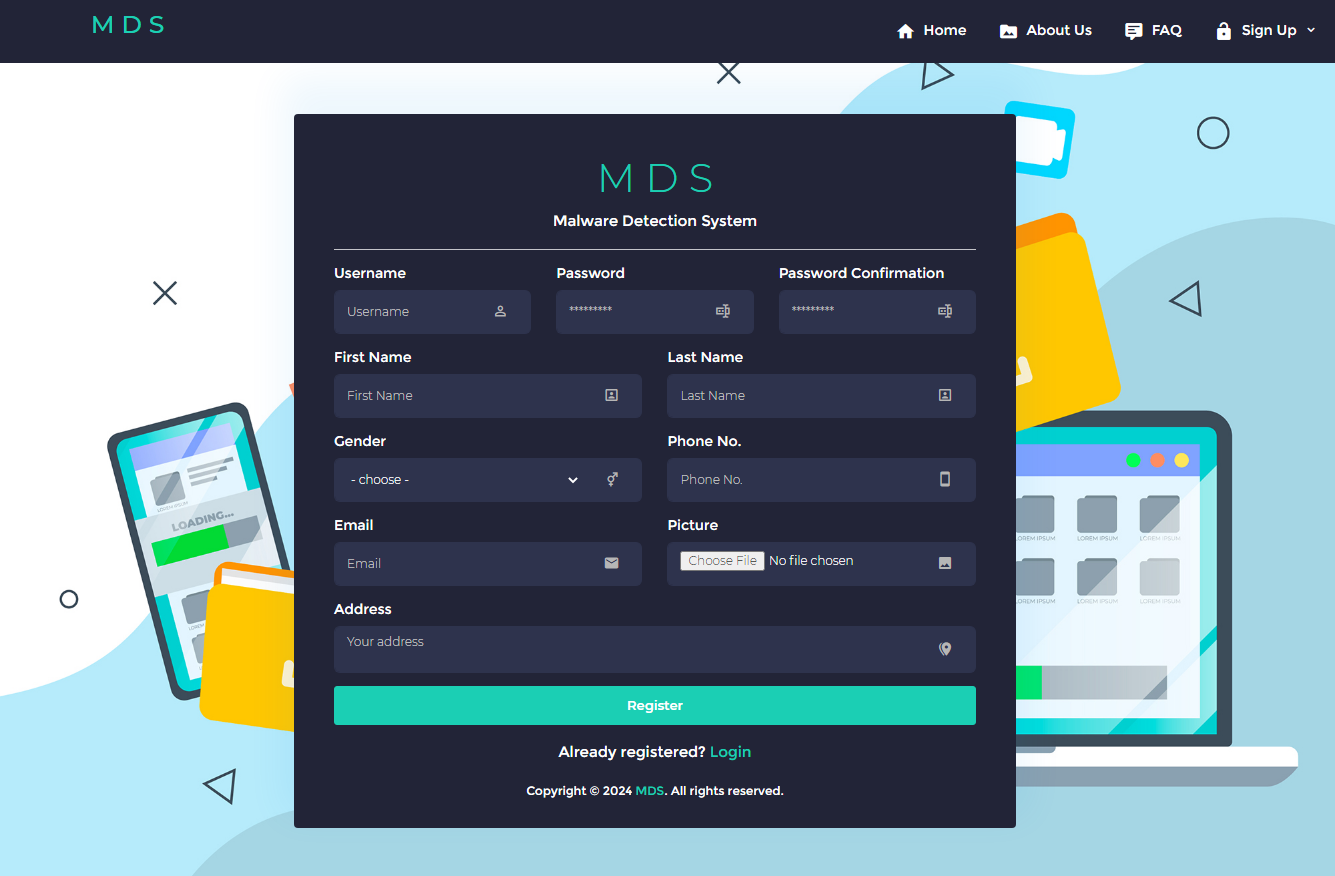 MDS
Home About Us FAQ Sign Up
MDS
Malware Detection System
Username Password Password Confirmation
Username ********* *********
First Name Last Name
First Name Last Name
Gender Phone No.
- choose - Phone No.
Email Picture
Email Choose File No file chosen
Address
Your address
Register
Already registered? Login
Copyright © 2024 MDS. All rights reserved.
LOREM IPSUM
LOADING...
LOREM IPSUM LOREM IPSUM LOREM IPSUM
LOREM IPSUM LOREM IPSUM LOREM IPSUM